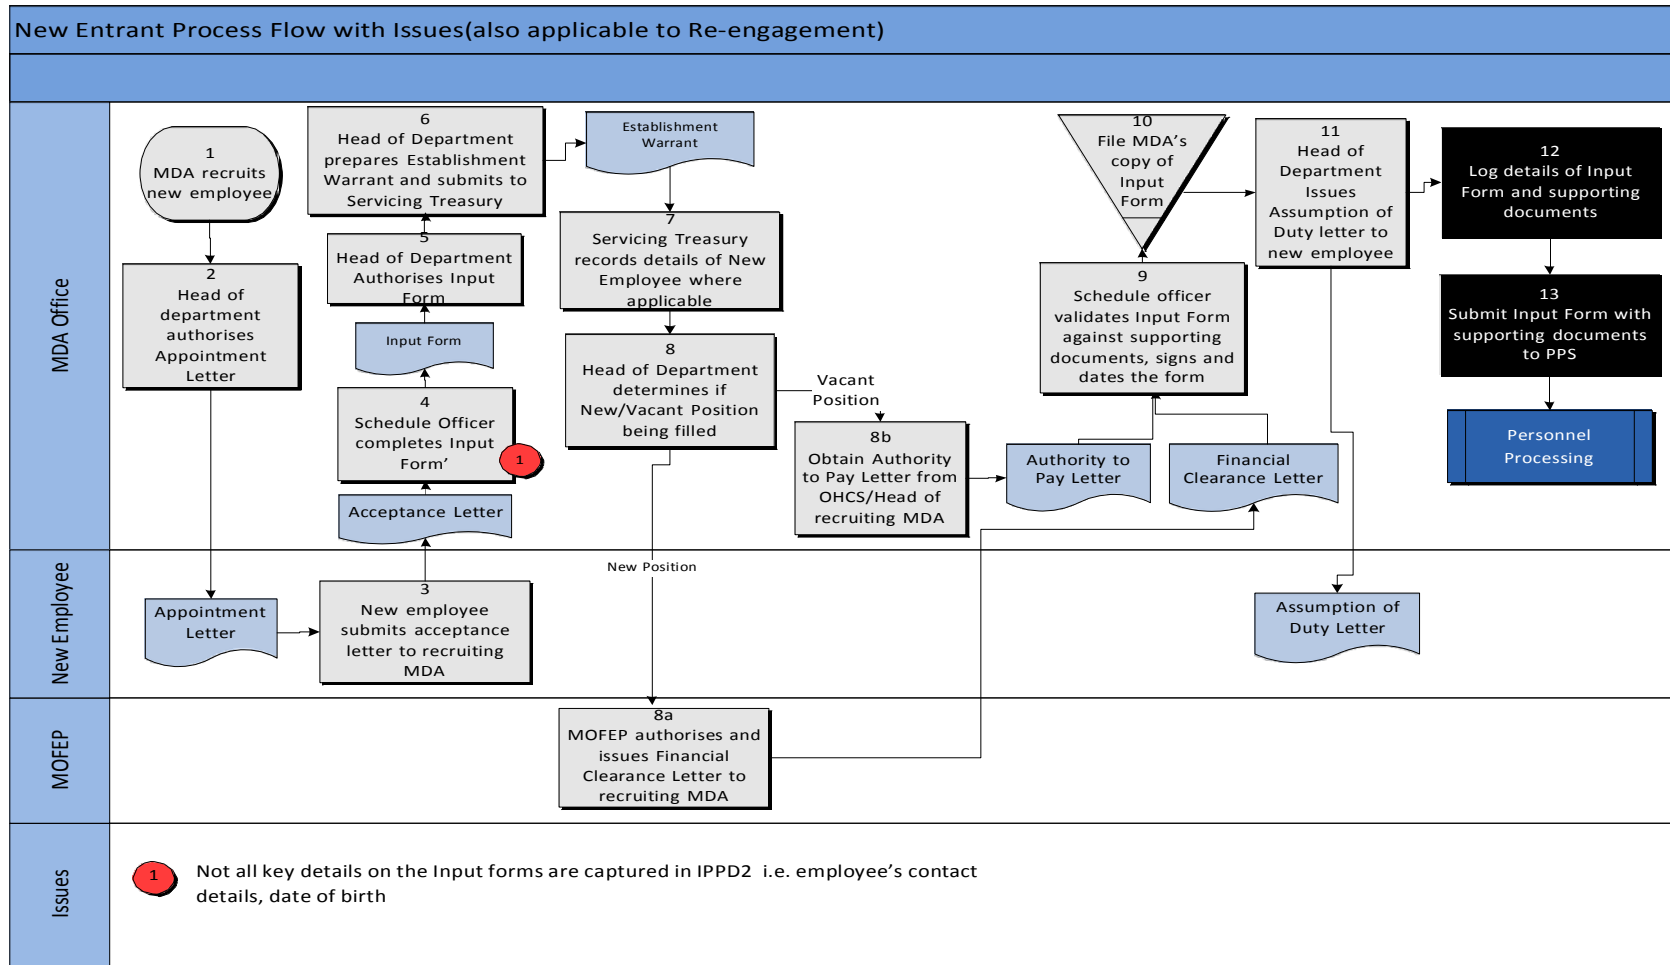 New Entrant Process Flow with Issues(also applicable to Re-engagement)
MDA Office
1
MDA recruits
new employee
2
Head of
department
authorises
Appointment
Letter
6
Head of Department
prepares Establishment
Warrant and submits to
Servicing Treasury
5
Head of Department
Authorises Input
Form
Input Form
4
Schedule Officer
completes Input
Form’
1
Acceptance Letter
Establishment
Warrant
7
Servicing Treasury
records details of New
Employee where
applicable
8
Head of Department
determines if
New/Vacant Position
being filled
Vacant
Position
8b
Obtain Authority
to Pay Letter from
OHCS/Head of
recruiting MDA
Authority to
Pay Letter
Financial
Clearance Letter
9
Schedule officer
validates Input Form
against supporting
documents, signs and
dates the form
10
File MDA’s
copy of
Input
Form
11
Head of
Department
Issues
Assumption of
Duty letter to
new employee
12
Log details of Input
Form and supporting
documents
13
Submit Input Form with
supporting documents
to PPS
Personnel
Processing
New Employee
Appointment
Letter
3
New employee
submits acceptance
letter to recruiting
MDA
New Position
Assumption of
Duty Letter
MOFEP
8a
MOFEP authorises and
issues Financial
Clearance Letter to
recruiting MDA
Issues
1
Not all key details on the Input forms are captured in IPPD2 i.e. employee’s contact
details, date of birth